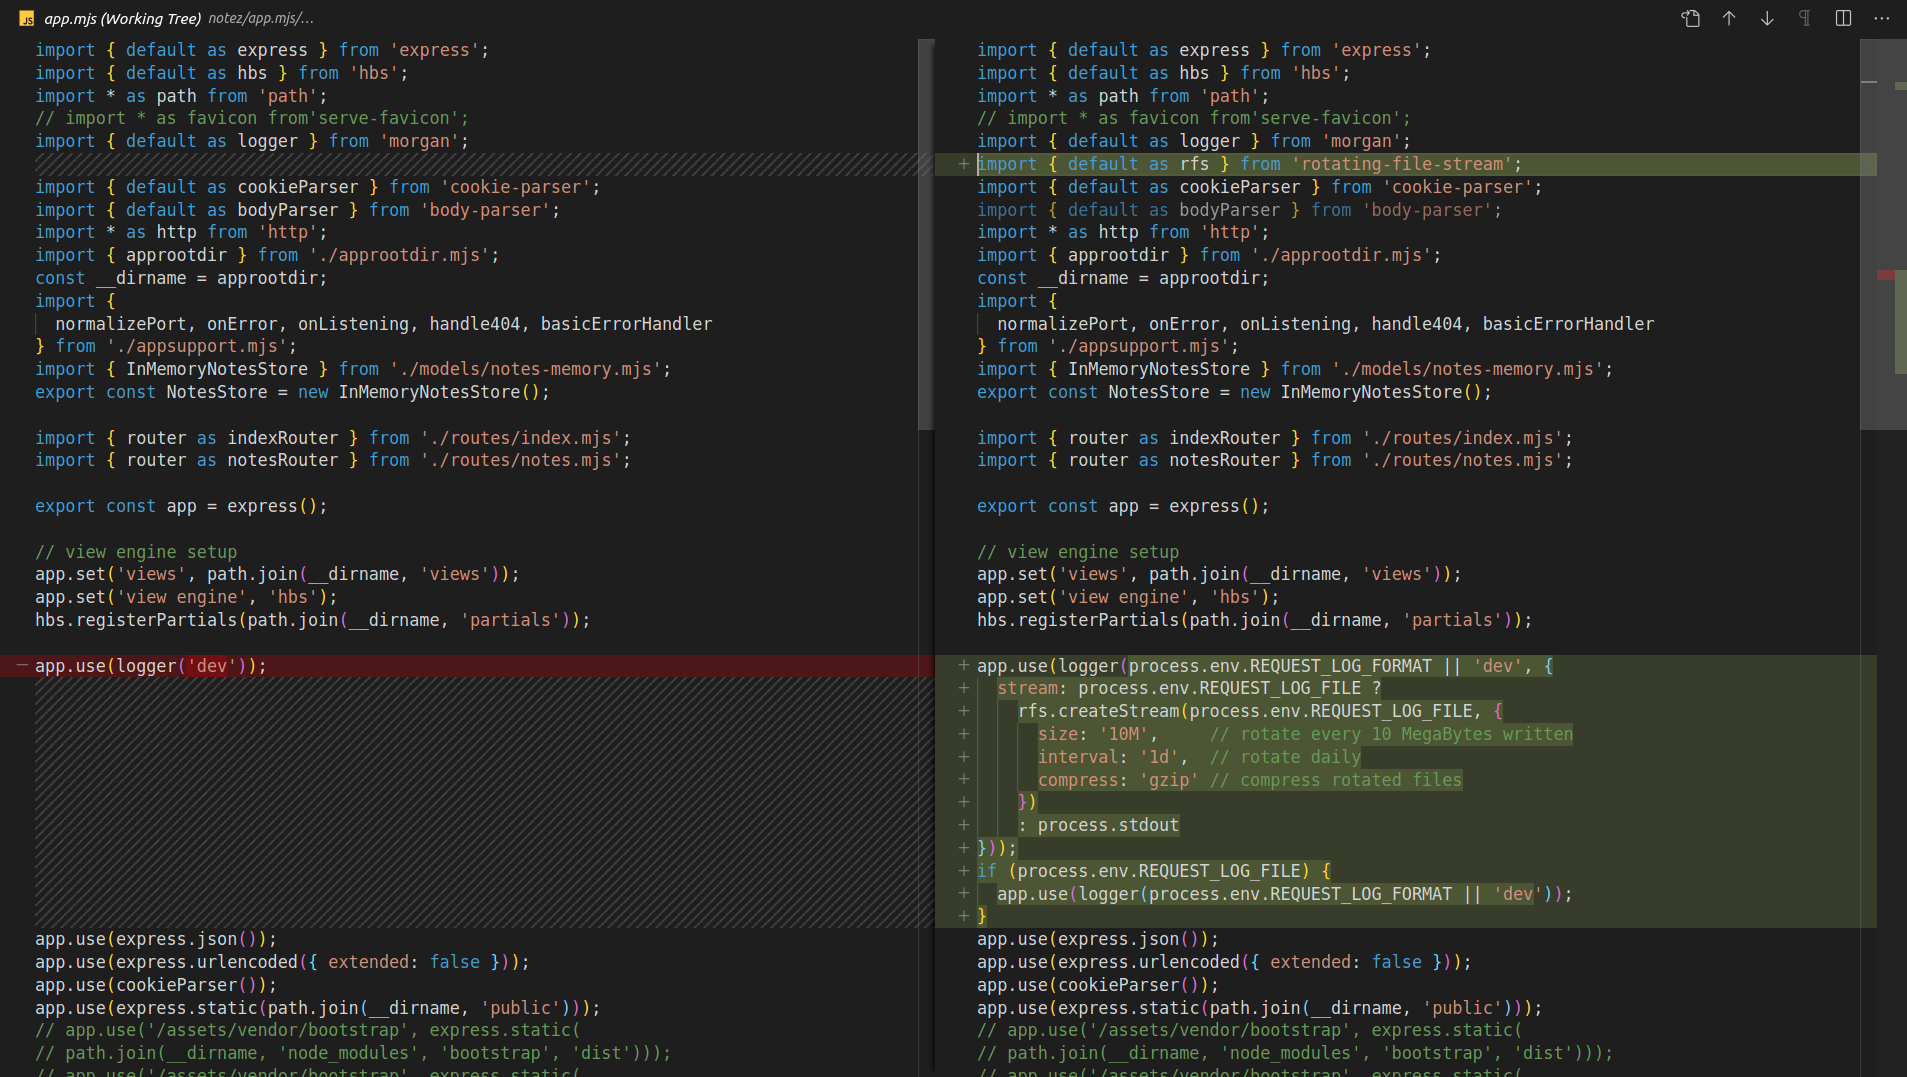 JS app.mjs (Working Tree) notez/app.mjs/...
import { default as express } from 'express';
import { default as hbs } from 'hbs';
import * as path from 'path';
// import * as favicon from'serve-favicon';
import { default as logger } from 'morgan';
import { default as cookieParser } from 'cookie-parser';
import { default as bodyParser } from 'body-parser';
import * as http from 'http';
import { approotdir } from './approotdir.mjs';
const __dirname = approotdir;
import {
  normalizePort, onError, onListening, handle404, basicErrorHandler
} from './appsupport.mjs';
import { InMemoryNotesStore } from './models/notes-memory.mjs';
export const NotesStore = new InMemoryNotesStore();
import { router as indexRouter } from './routes/index.mjs';
import { router as notesRouter } from './routes/notes.mjs';
export const app = express();
// view engine setup
app.set('views', path.join(__dirname, 'views'));
app.set('view engine', 'hbs');
hbs.registerPartials(path.join(__dirname, 'partials'));
− app.use(logger('dev'));
app.use(express.json());
app.use(express.urlencoded({ extended: false }));
app.use(cookieParser());
app.use(express.static(path.join(__dirname, 'public')));
// app.use('/assets/vendor/bootstrap', express.static(
// path.join(__dirname, 'node_modules', 'bootstrap', 'dist')));
// app.use('/assets/vendor/bootstrap', express.static(
import { default as express } from 'express';
import { default as hbs } from 'hbs';
import * as path from 'path';
// import * as favicon from'serve-favicon';
import { default as logger } from 'morgan';
+ import { default as rfs } from 'rotating-file-stream';
import { default as cookieParser } from 'cookie-parser';
import { default as bodyParser } from 'body-parser';
import * as http from 'http';
import { approotdir } from './approotdir.mjs';
const __dirname = approotdir;
import {
  normalizePort, onError, onListening, handle404, basicErrorHandler
} from './appsupport.mjs';
import { InMemoryNotesStore } from './models/notes-memory.mjs';
export const NotesStore = new InMemoryNotesStore();
import { router as indexRouter } from './routes/index.mjs';
import { router as notesRouter } from './routes/notes.mjs';
export const app = express();
// view engine setup
app.set('views', path.join(__dirname, 'views'));
app.set('view engine', 'hbs');
hbs.registerPartials(path.join(__dirname, 'partials'));
+ app.use(logger(process.env.REQUEST_LOG_FORMAT || 'dev', {
+   stream: process.env.REQUEST_LOG_FILE ?
+     rfs.createStream(process.env.REQUEST_LOG_FILE, {
+       size: '10M',     // rotate every 10 MegaBytes written
+       interval: '1d',  // rotate daily
+       compress: 'gzip' // compress rotated files
+     })
+     : process.stdout
+ }));
+ if (process.env.REQUEST_LOG_FILE) {
+   app.use(logger(process.env.REQUEST_LOG_FORMAT || 'dev'));
+ }
app.use(express.json());
app.use(express.urlencoded({ extended: false }));
app.use(cookieParser());
app.use(express.static(path.join(__dirname, 'public')));
// app.use('/assets/vendor/bootstrap', express.static(
// path.join(__dirname, 'node_modules', 'bootstrap', 'dist')));
// app.use('/assets/vendor/bootstrap', express.static(